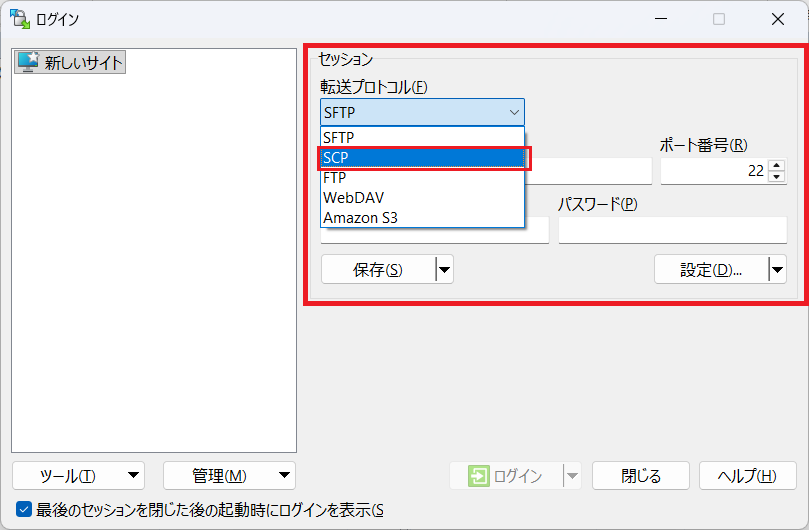 ログイン
新しいサイト
セッション
転送プロトコル(F)
SFTP
SFTP
SCP
FTP
WebDAV
Amazon S3
ポート番号(R)
22
パスワード(P)
保存(S)
設定(D)...
ツール(T)
管理(M)
ログイン
閉じる
ヘルプ(H)
最後のセッションを閉じた後の起動時にログインを表示(S